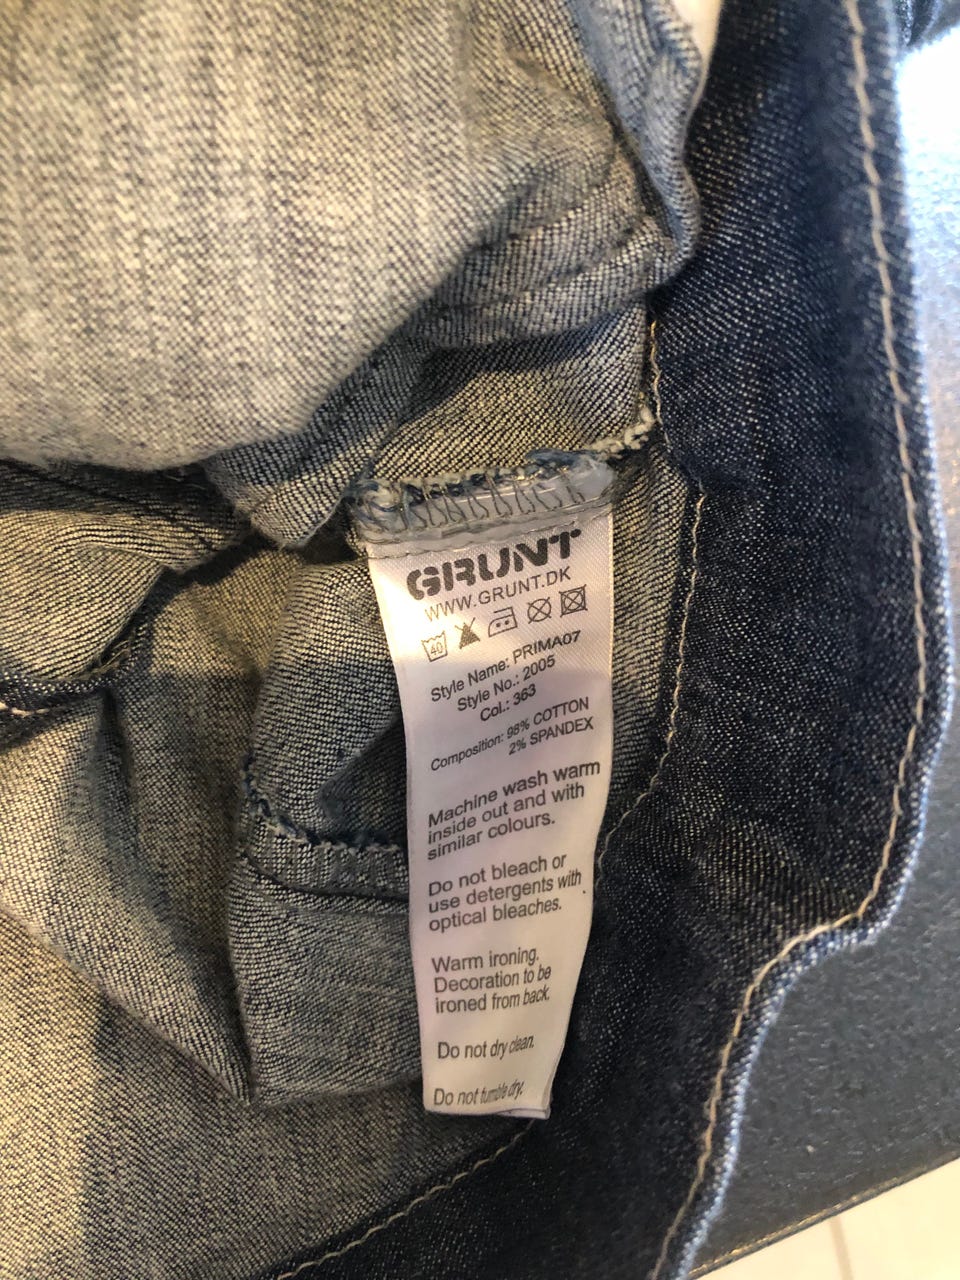 GRUNT
WWW.GRUNT.DK
40
Style Name: PRIMA07
Style No.: 2005
Col.: 363
Composition: 98% COTTON
2% SPANDEX
Machine wash warm
inside out and with
similar colours.
Do not bleach or
use detergents with
optical bleaches.
Warm ironing.
Decoration to be
ironed from back.
Do not dry clean.
Do not tumble dry.